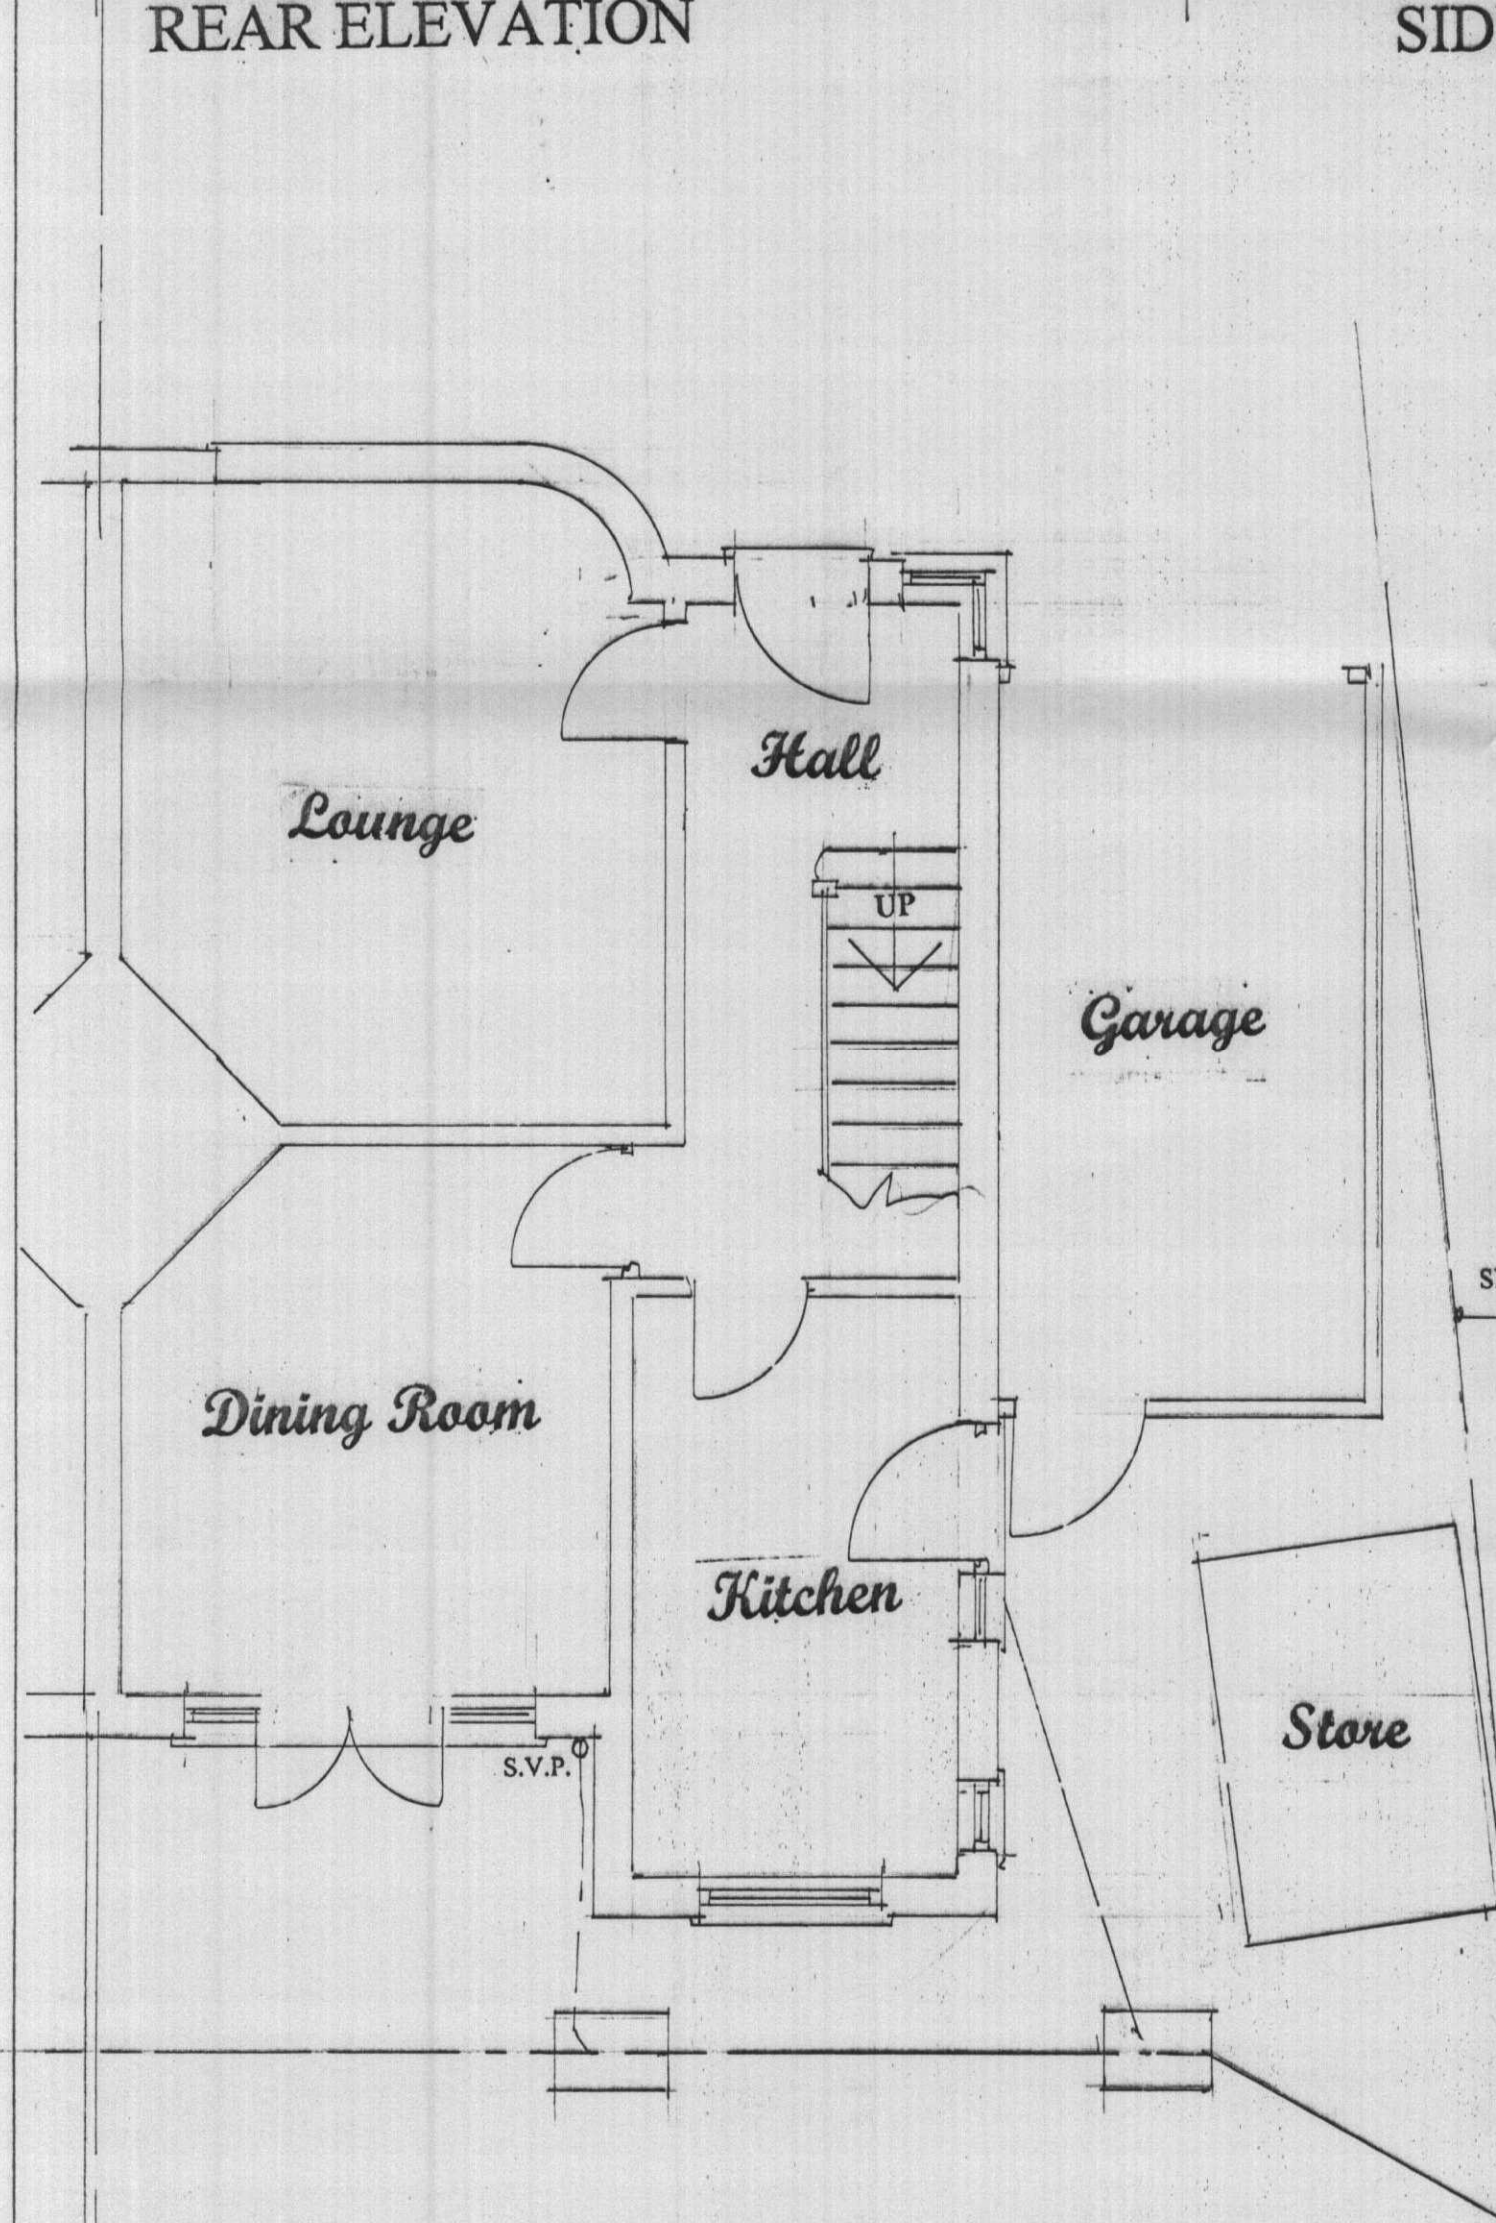 REAR ELEVATION
SID
Hall
Lounge
UP
Garage
Dining Room
Kitchen
Store
S.V.P.